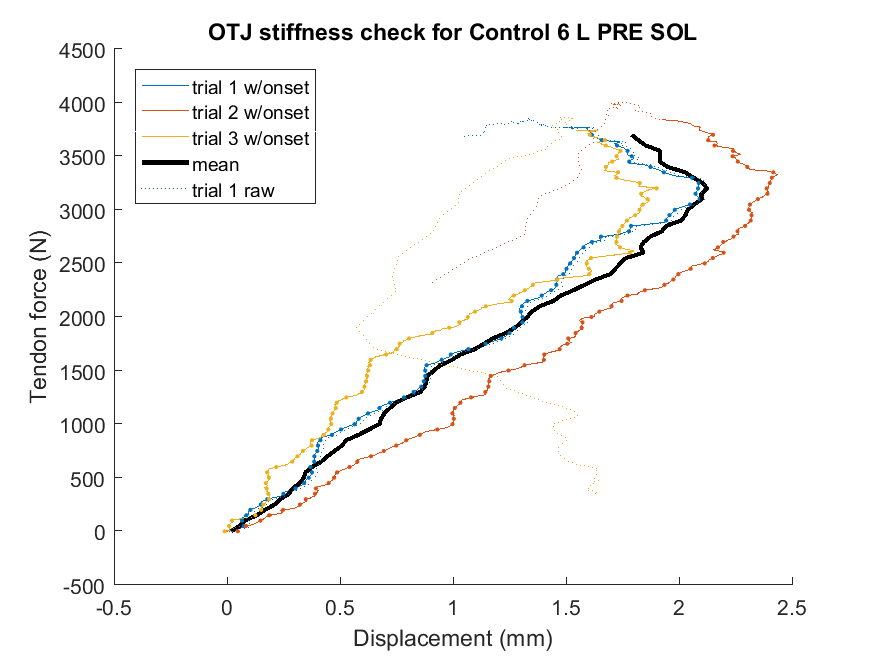 OTJ stiffness check for Control 6 L PRE SOL
4500
4000
3500
3000
2500
2000
1500
1000
500
0
-500
Tendon force (N)
trial 1 w/onset
trial 2 w/onset
trial 3 w/onset
mean
trial 1 raw
-0.5 0 0.5 1 1.5 2 2.5
Displacement (mm)